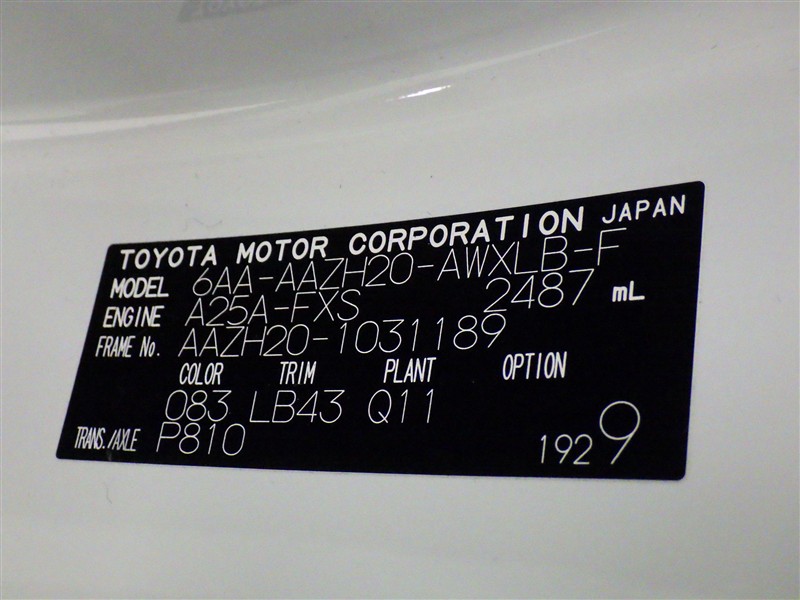 TOYOTA MOTOR CORPORATION JAPAN
MODEL 6AA-AAZH20-AWXLB-F
ENGINE A25A-FXS 2487 mL
FRAME No. AAZH20-1031189
COLOR TRIM PLANT OPTION
083 LB43 Q11
TRANS./AXLE P810 1929